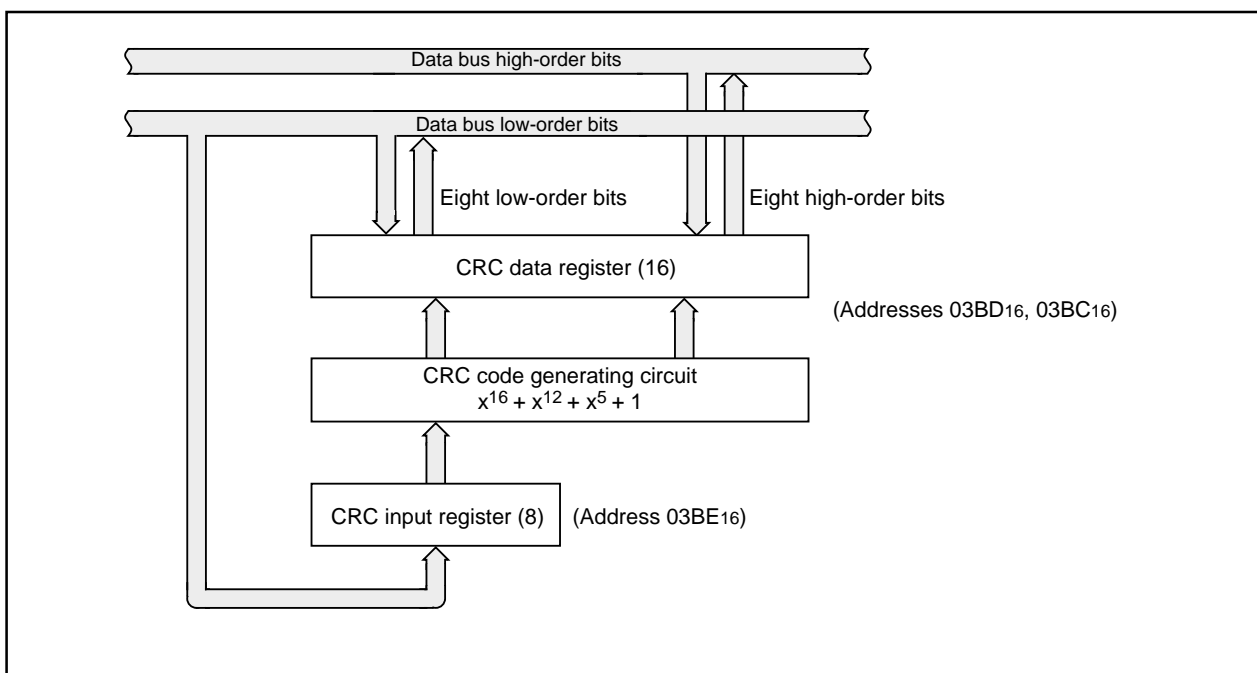 Data bus high-order bits
Data bus low-order bits
Eight low-order bits
Eight high-order bits
CRC data register (16)
(Addresses 03BD16, 03BC16)
CRC code generating circuit
x16 + x12 + x5 + 1
CRC input register (8)
(Address 03BE16)